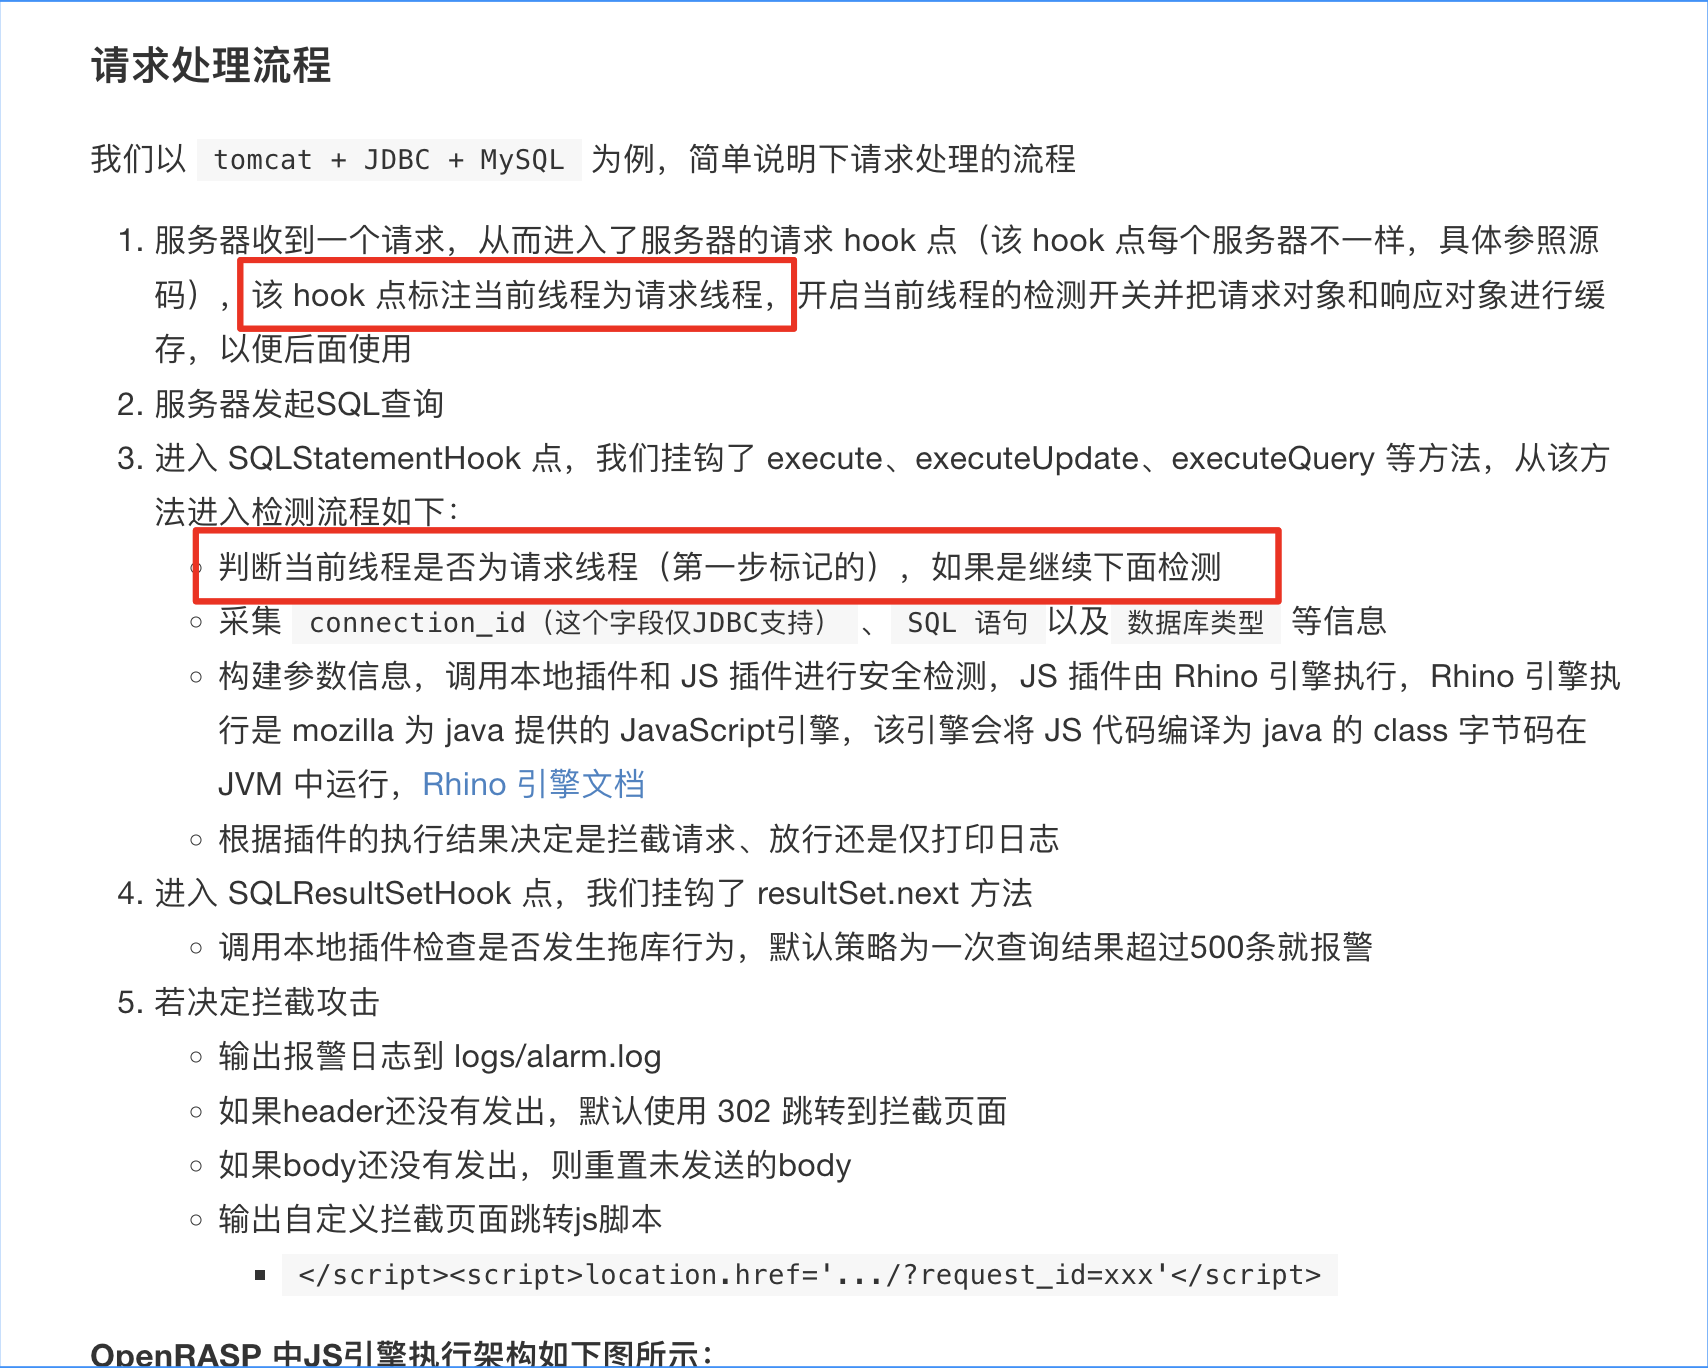 请求处理流程
我们以 tomcat + JDBC + MySQL 为例，简单说明下请求处理的流程
1. 服务器收到一个请求，从而进入了服务器的请求 hook 点（该 hook 点每个服务器不一样，具体参照源
码），该 hook 点标注当前线程为请求线程，开启当前线程的检测开关并把请求对象和响应对象进行缓
存，以便后面使用
2. 服务器发起SQL查询
3. 进入 SQLStatementHook 点，我们挂钩了 execute、executeUpdate、executeQuery 等方法，从该方
法进入检测流程如下：
○ 判断当前线程是否为请求线程（第一步标记的），如果是继续下面检测
○ 采集 connection_id（这个字段仅JDBC支持） 、 SQL 语句 以及 数据库类型 等信息
○ 构建参数信息，调用本地插件和 JS 插件进行安全检测，JS 插件由 Rhino 引擎执行，Rhino 引擎执
行是 mozilla 为 java 提供的 JavaScript引擎，该引擎会将 JS 代码编译为 java 的 class 字节码在
JVM 中运行，Rhino 引擎文档
○ 根据插件的执行结果决定是拦截请求、放行还是仅打印日志
4. 进入 SQLResultSetHook 点，我们挂钩了 resultSet.next 方法
○ 调用本地插件检查是否发生拖库行为，默认策略为一次查询结果超过500条就报警
5. 若决定拦截攻击
○ 输出报警日志到 logs/alarm.log
○ 如果header还没有发出，默认使用 302 跳转到拦截页面
○ 如果body还没有发出，则重置未发送的body
○ 输出自定义拦截页面跳转js脚本
■ </script><script>location.href='.../?request_id=xxx'</script>
OpenRASP 中JS引擎执行架构如下图所示：